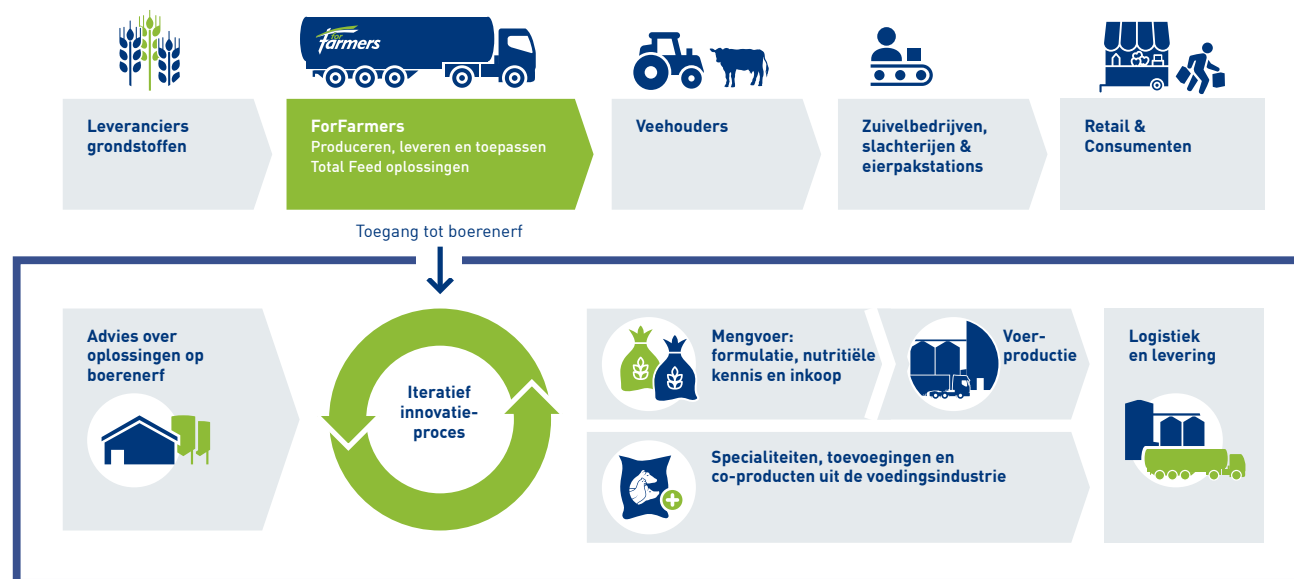 for
farmers
Leveranciers
grondstoffen
ForFarmers
Produceren, leveren en toepassen
Total Feed oplossingen
Veehouders
Zuivelbedrijven,
slachterijen &
eierpakstations
Retail &
Consumenten
Toegang tot boerenerf
Advies over
oplossingen op
boerenerf
Iteratief
innovatie-
proces
Mengvoer:
formulatie, nutritiële
kennis en inkoop
Voer-
productie
Specialiteiten, toevoegingen en
co-producten uit de voedingsindustrie
Logistiek
en levering